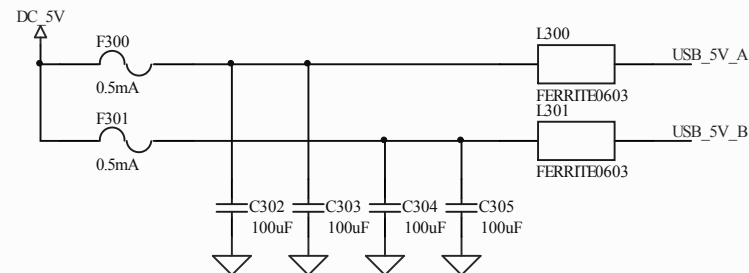 DC_5V
F300
0.5mA
F301
0.5mA
L300
FERRITE0603
L301
FERRITE0603
USB_5V_A
USB_5V_B
C302
100uF
C303
100uF
C304
100uF
C305
100uF